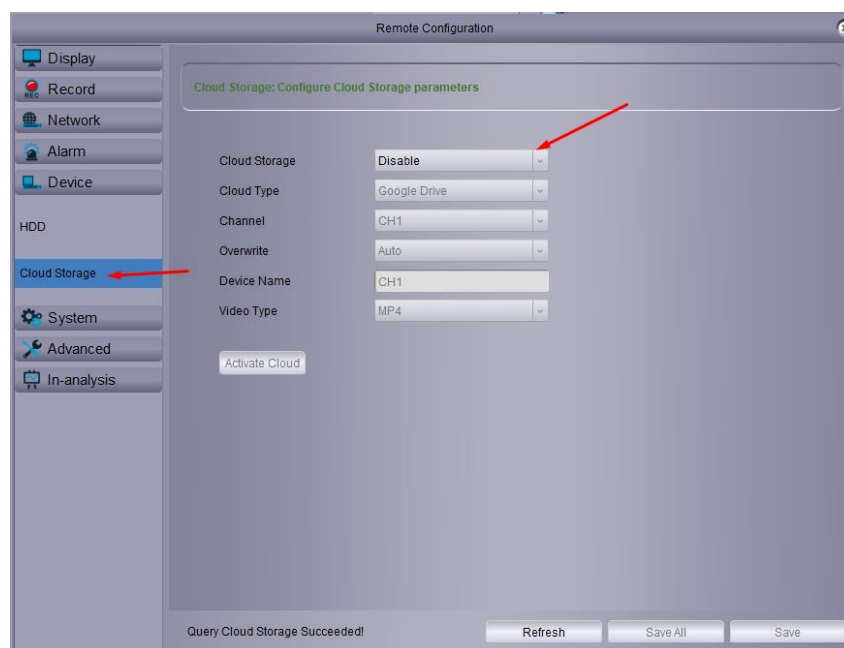 Remote Configuration
Display
REC Record
Network
Alarm
Device
HDD
Cloud Storage
System
Advanced
In-analysis
Cloud Storage: Configure Cloud Storage parameters
Cloud Storage Disable
Cloud Type Google Drive
Channel CH1
Overwrite Auto
Device Name CH1
Video Type MP4
Activate Cloud
Query Cloud Storage Succeeded! Refresh Save All Save